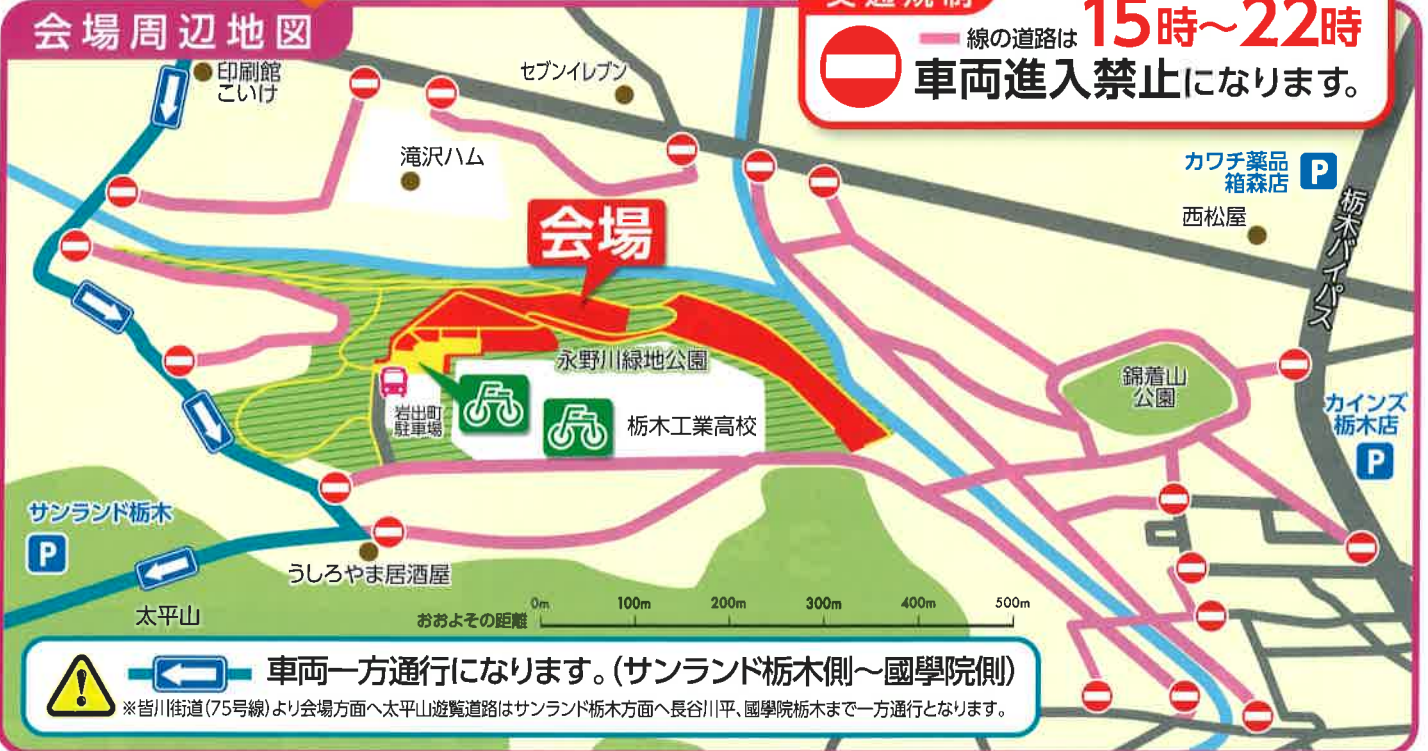 会場周辺地図
交通規制
線の道路は 15時〜22時
車両進入禁止になります。
印刷館
こいけ
セブンイレブン
滝沢ハム
カワチ薬品
箱森店
P
西松屋
栃木バイパス
会場
永野川緑地公園
岩出町
駐車場
栃木工業高校
錦着山
公園
カインズ
栃木店
P
サンランド栃木
P
うしろやま居酒屋
太平山
おおよその距離
0m 100m 200m 300m 400m 500m
車両一方通行になります。(サンランド栃木側〜國學院側)
※皆川街道(75号線)より会場方面へ太平山遊覧道路はサンランド栃木方面へ長谷川平、國學院栃木まで一方通行となります。